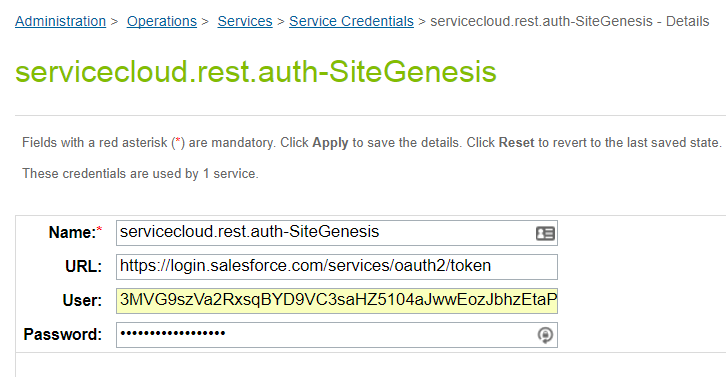 Administration > Operations > Services > Service Credentials > servicecloud.rest.auth-SiteGenesis - Details
servicecloud.rest.auth-SiteGenesis
Fields with a red asterisk (*) are mandatory. Click Apply to save the details. Click Reset to revert to the last saved state.
These credentials are used by 1 service.
Name:* servicecloud.rest.auth-SiteGenesis
URL: https://login.salesforce.com/services/oauth2/token
User: 3MVG9szVa2RxsqBYD9VC3saHZ5104aJwwEozJbhzEtaP
Password: ••••••••••••••••••